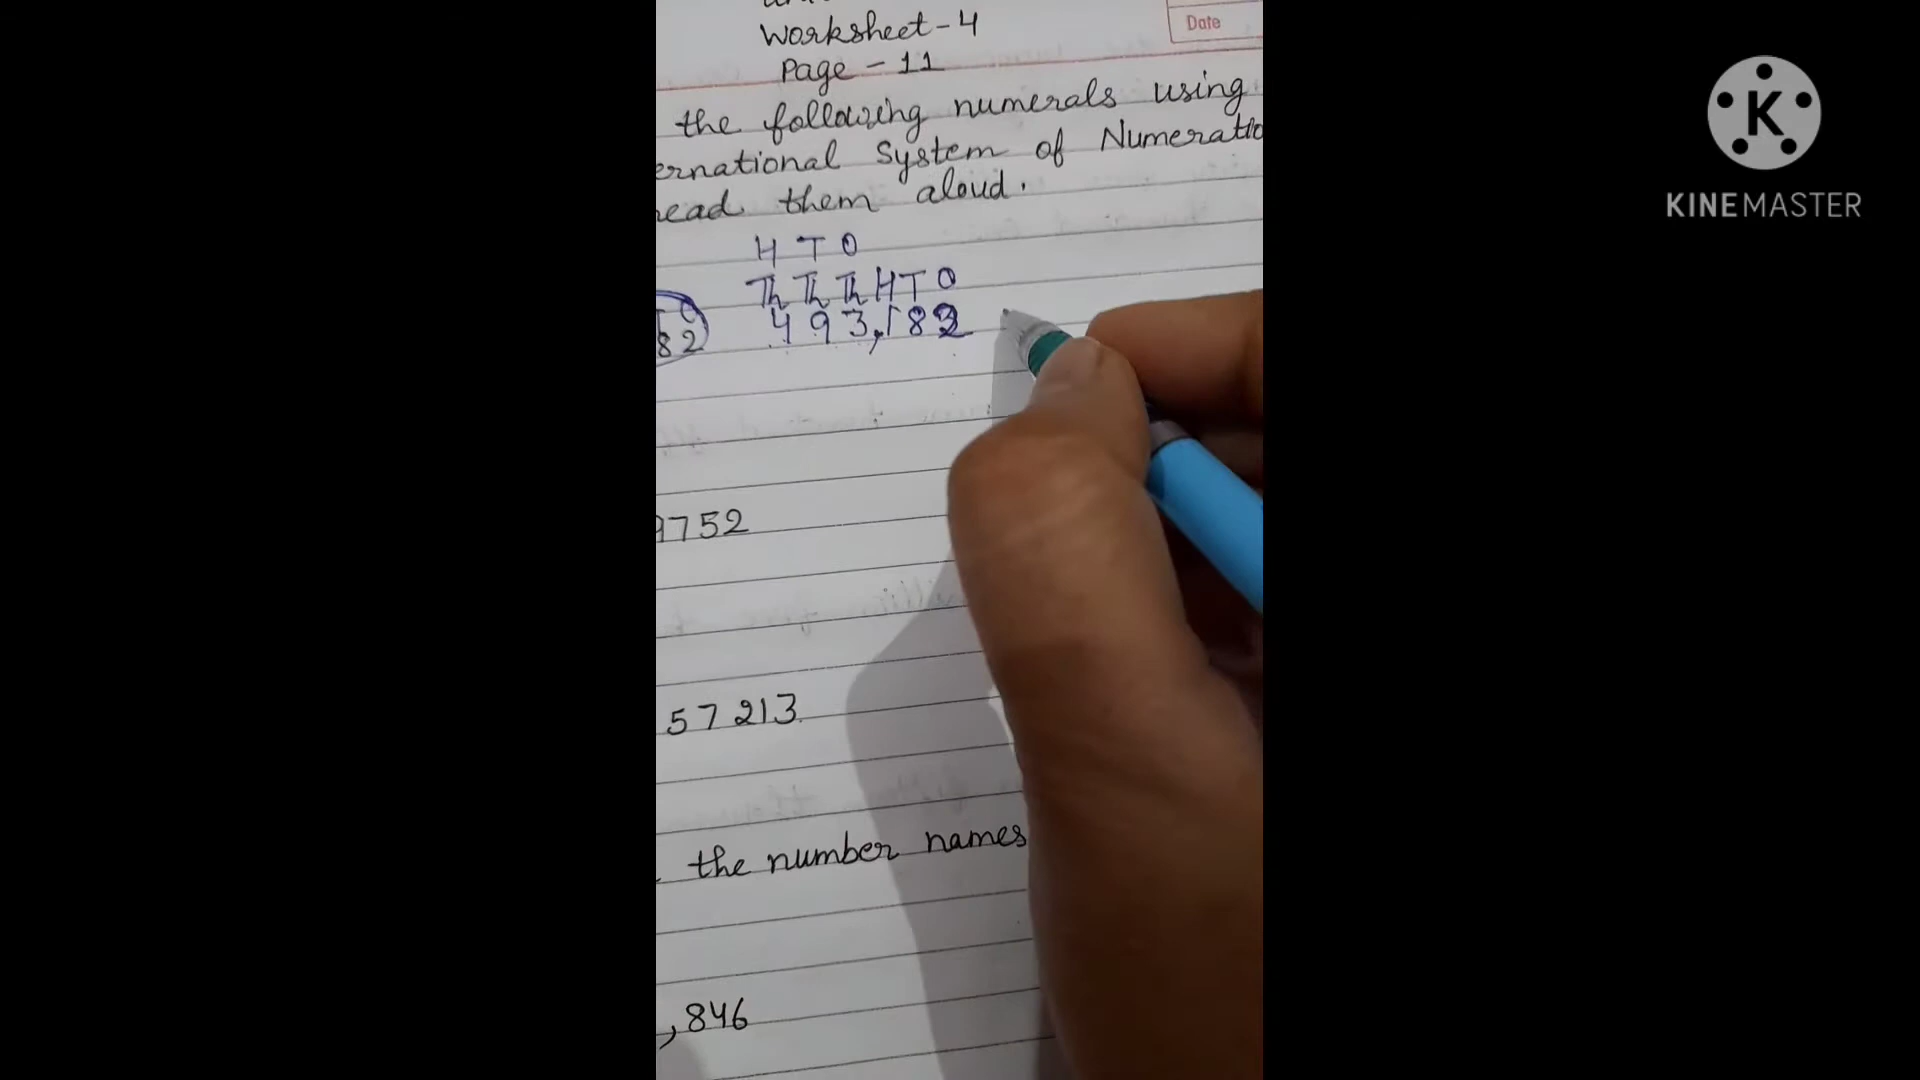 Worksheet-4
Date
Page - 11
the following numerals using
ernational System of Numeratio
read them aloud.
H T O
Th Th Th H T O
82 493,182
9752
57213
the number names
,846
K
KINEMASTER